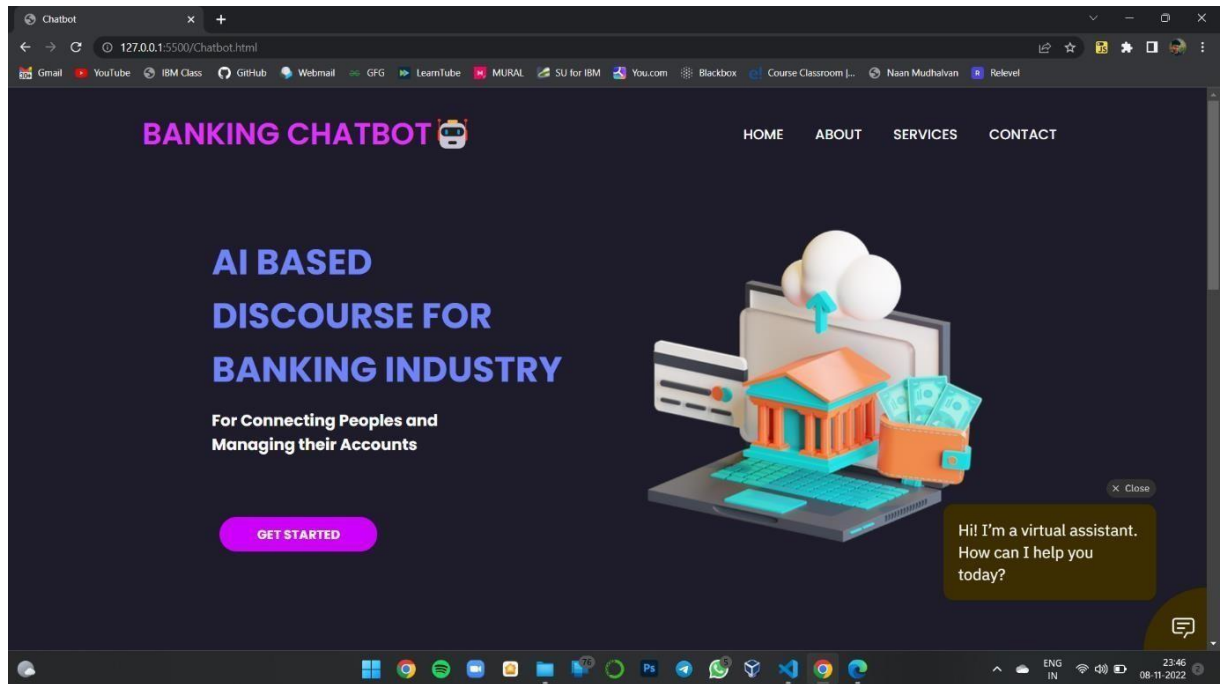 Chatbot
127.0.0.1:5500/Chatbot.html
Gmail YouTube IBM Class GitHub Webmail GFG LearnTube MURAL SU for IBM You.com Blackbox Course Classroom |... Naan Mudhalvan Relevel
BANKING CHATBOT
HOME ABOUT SERVICES CONTACT
AI BASED
DISCOURSE FOR
BANKING INDUSTRY
For Connecting Peoples and
Managing their Accounts
GET STARTED
× Close
Hi! I'm a virtual assistant.
How can I help you
today?
76
Ps
ENG
IN
23:46
08-11-2022